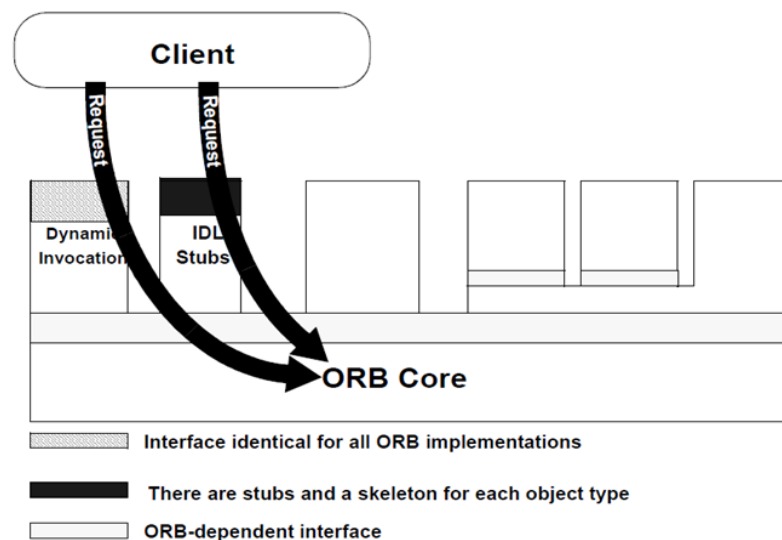 Client
Request
Request
Dynamic
Invocation
IDL
Stubs
ORB Core
Interface identical for all ORB implementations
There are stubs and a skeleton for each object type
ORB-dependent interface